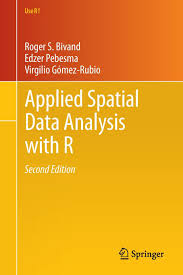 Use R!
Roger S. Bivand
Edzer Pebesma
Virgilio Gómez-Rubio
Applied Spatial
Data Analysis
with R
Second Edition
Springer